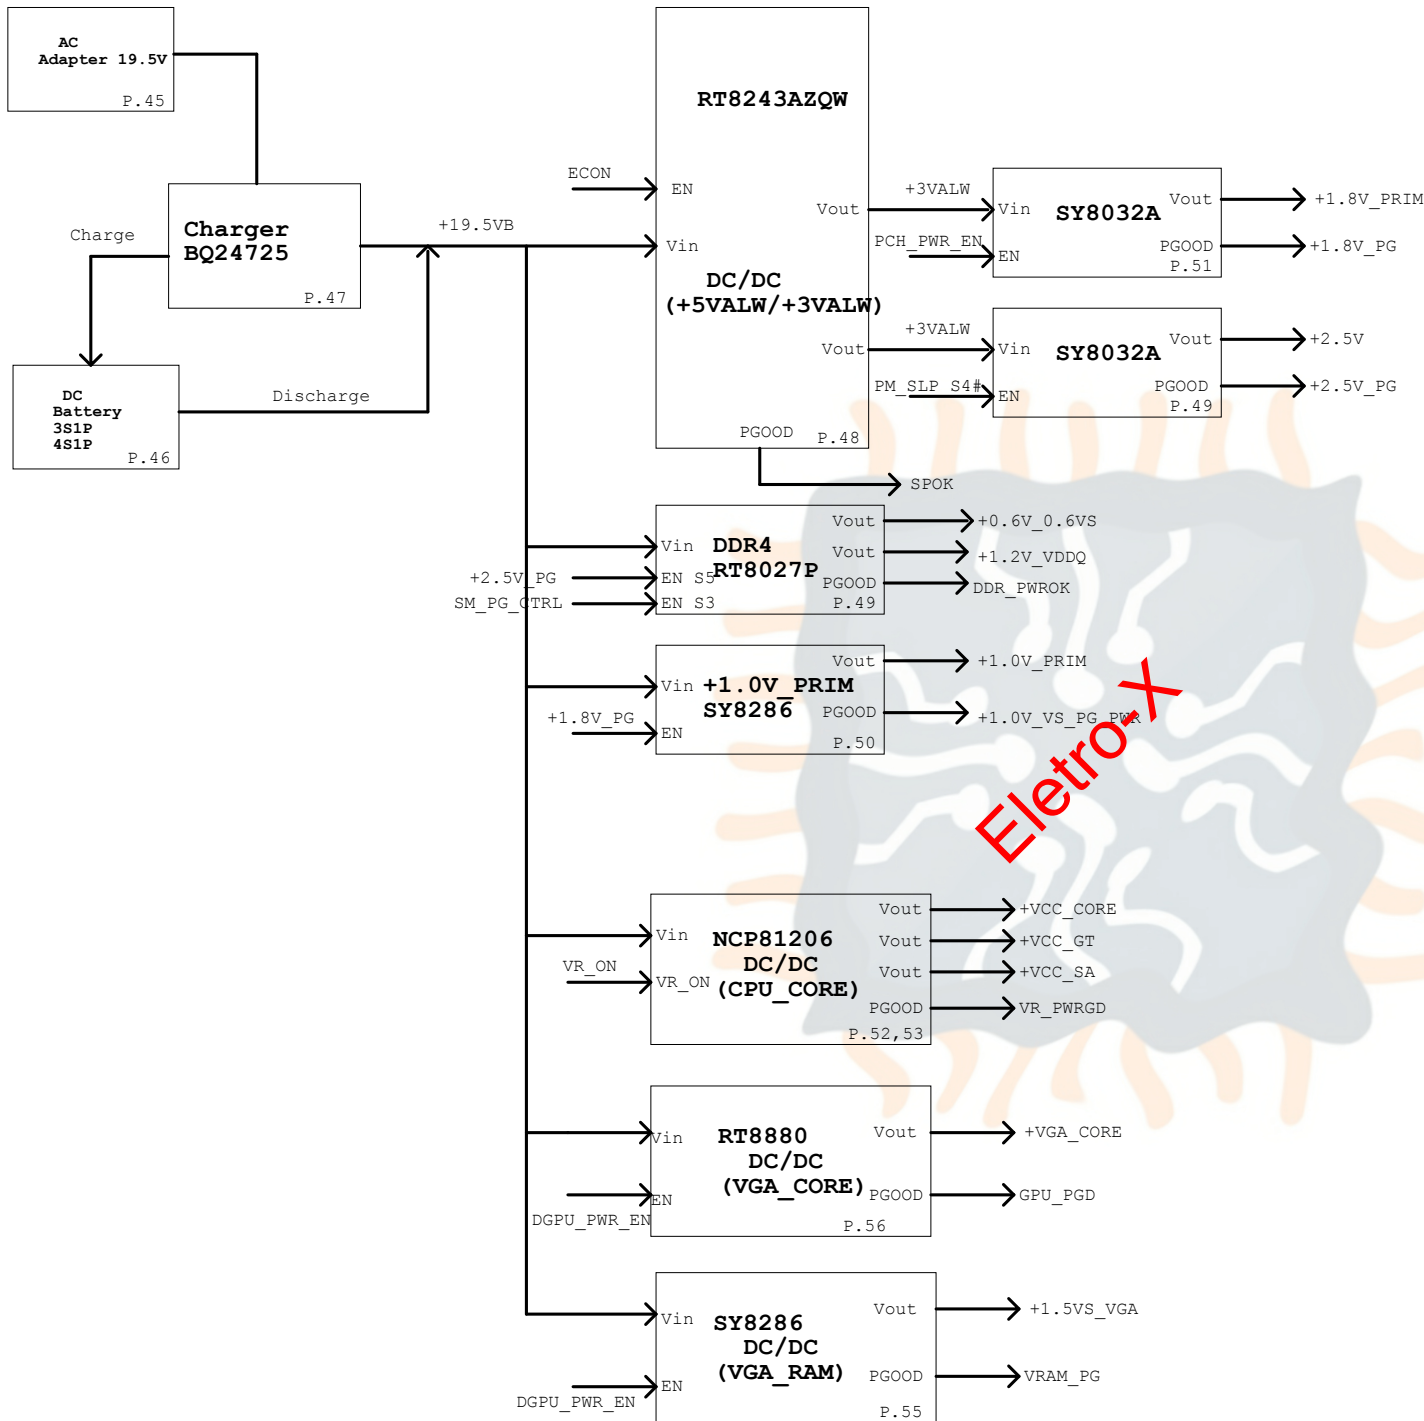 AC
Adapter 19.5V
P.45
Charger
BQ24725
P.47
Charge
Discharge
DC
Battery
3S1P
4S1P
P.46
+19.5VB
RT8243AZQW
ECON
EN
Vin
Vout
DC/DC
(+5VALW/+3VALW)
Vout
PGOOD
P.48
SPOK
+3VALW
PCH_PWR_EN
Vin
EN
SY8032A
Vout
PGOOD
P.51
+1.8V_PRIM
+1.8V_PG
+3VALW
PM_SLP_S4#
Vin
EN
SY8032A
Vout
PGOOD
P.49
+2.5V
+2.5V_PG
+2.5V_PG
SM_PG_CTRL
Vin
EN S5
EN S3
DDR4
RT8027P
Vout
Vout
PGOOD
P.49
+0.6V_0.6VS
+1.2V_VDDQ
DDR_PWROK
+1.8V_PG
Vin
EN
+1.0V_PRIM
SY8286
Vout
PGOOD
P.50
+1.0V_PRIM
+1.0V_VS_PG_PWR
Eletro-X
VR_ON
Vin
VR_ON
NCP81206
DC/DC
(CPU_CORE)
Vout
Vout
Vout
PGOOD
P.52,53
+VCC_CORE
+VCC_GT
+VCC_SA
VR_PWRGD
DGPU_PWR_EN
Vin
EN
RT8880
DC/DC
(VGA_CORE)
Vout
PGOOD
P.56
+VGA_CORE
GPU_PGD
DGPU_PWR_EN
Vin
EN
SY8286
DC/DC
(VGA_RAM)
Vout
PGOOD
P.55
+1.5VS_VGA
VRAM_PG